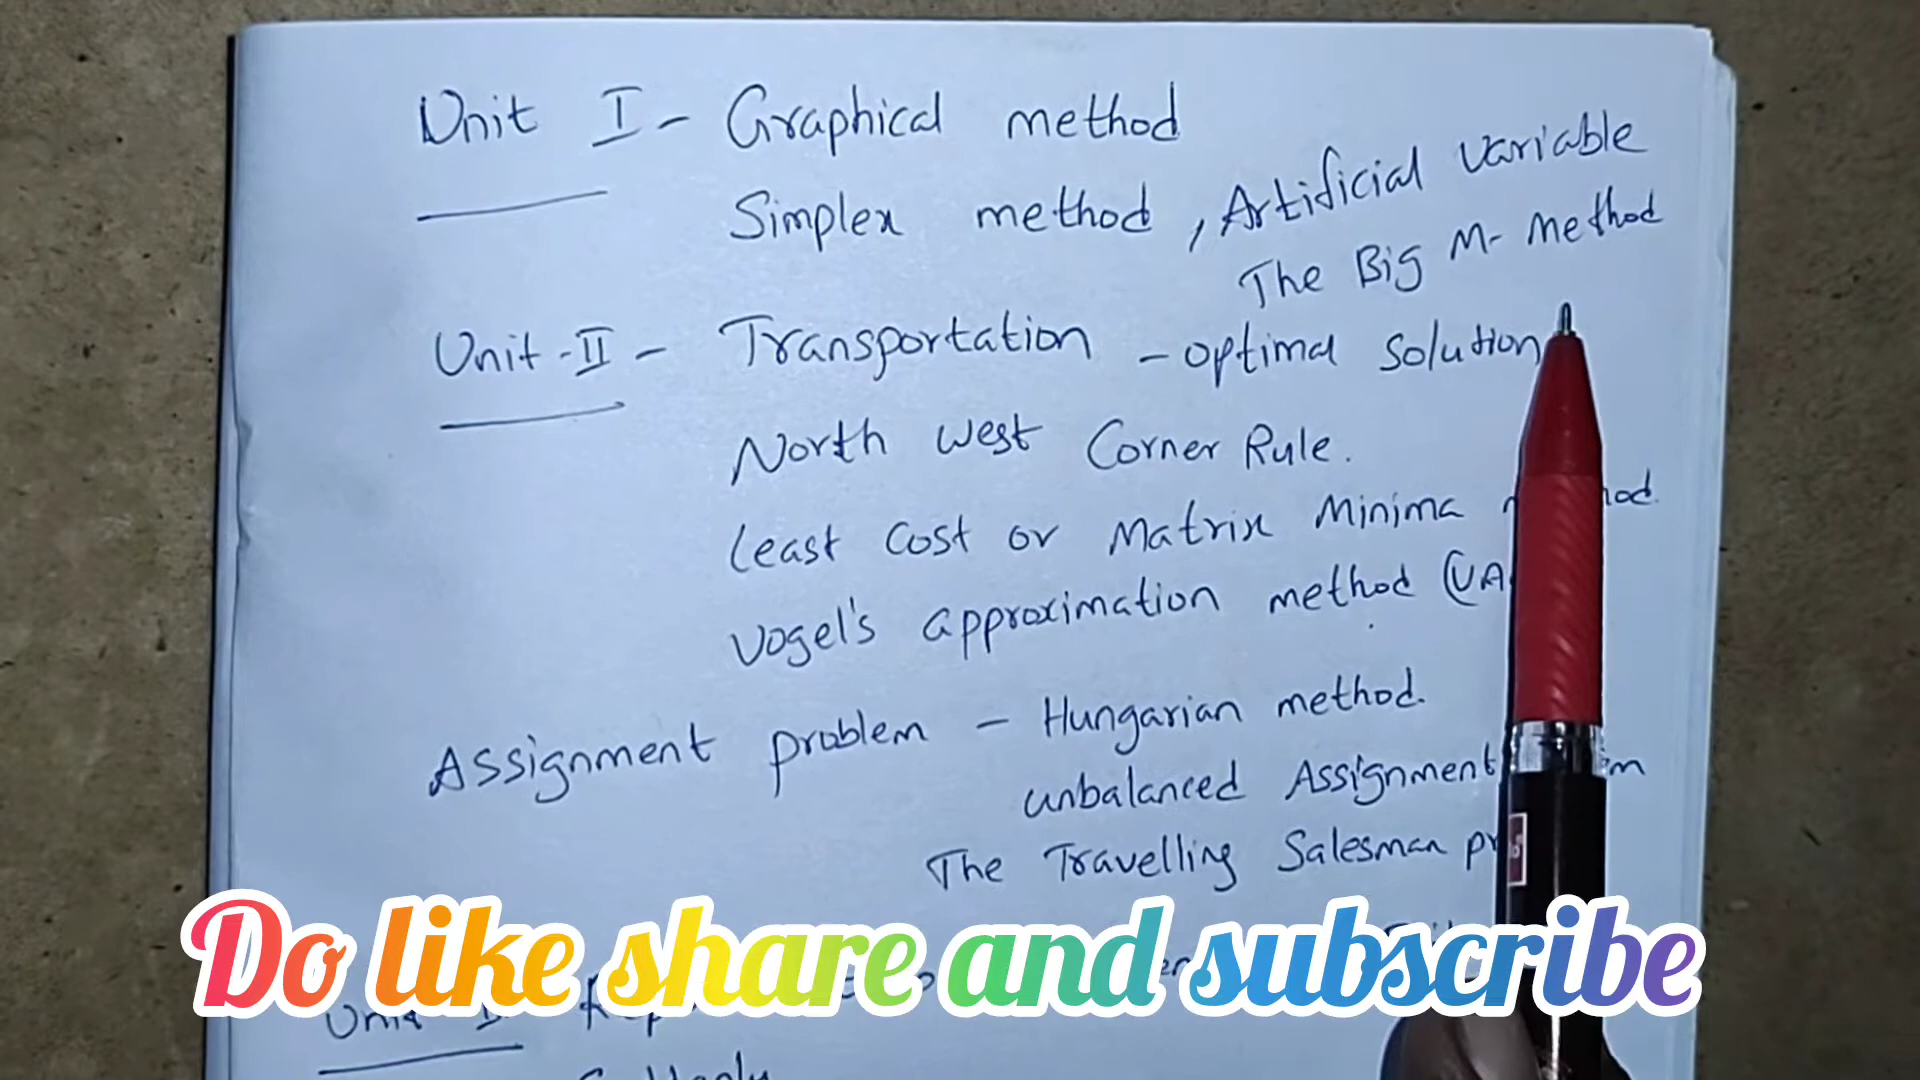 Unit I - Graphical method
Simplex method, Artificial variable
The Big M- Method
Unit-II - Transportation - optimal solution
North West Corner Rule.
Least Cost or Matrix Minima
Vogel's approximation method
Assignment problem - Hungarian method.
unbalanced Assignment
The Travelling Salesman
Do like share and subscribe
Unit